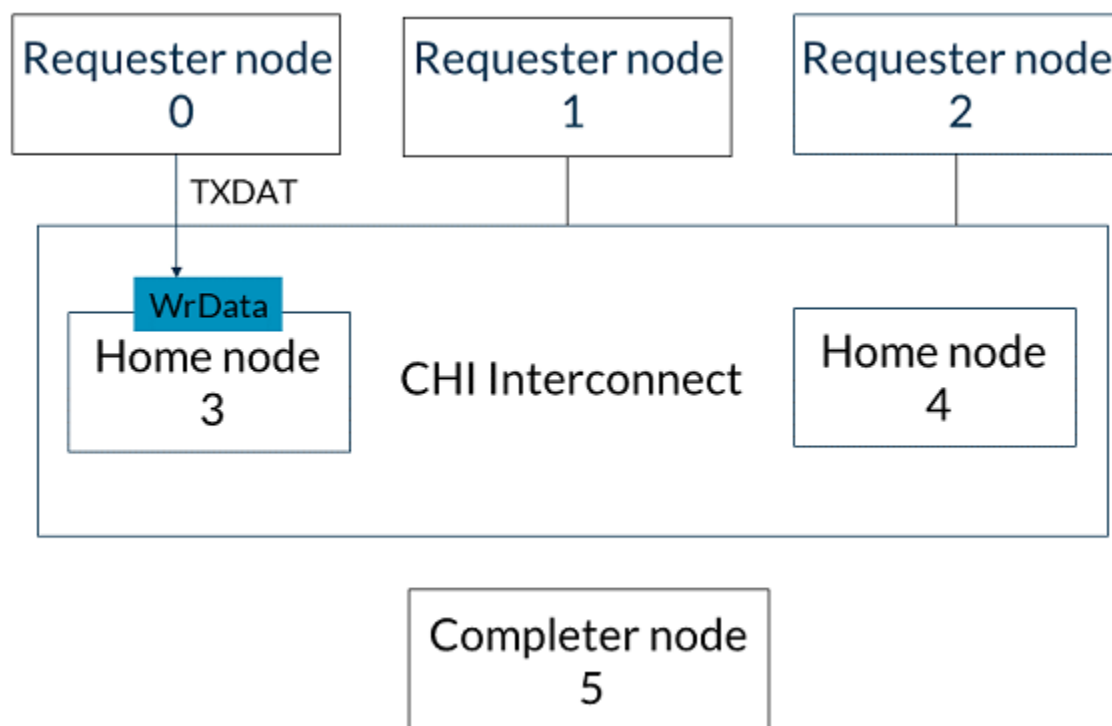 Requester node
0
Requester node
1
Requester node
2
TXDAT
WrData
Home node
3
CHI Interconnect
Home node
4
Completer node
5